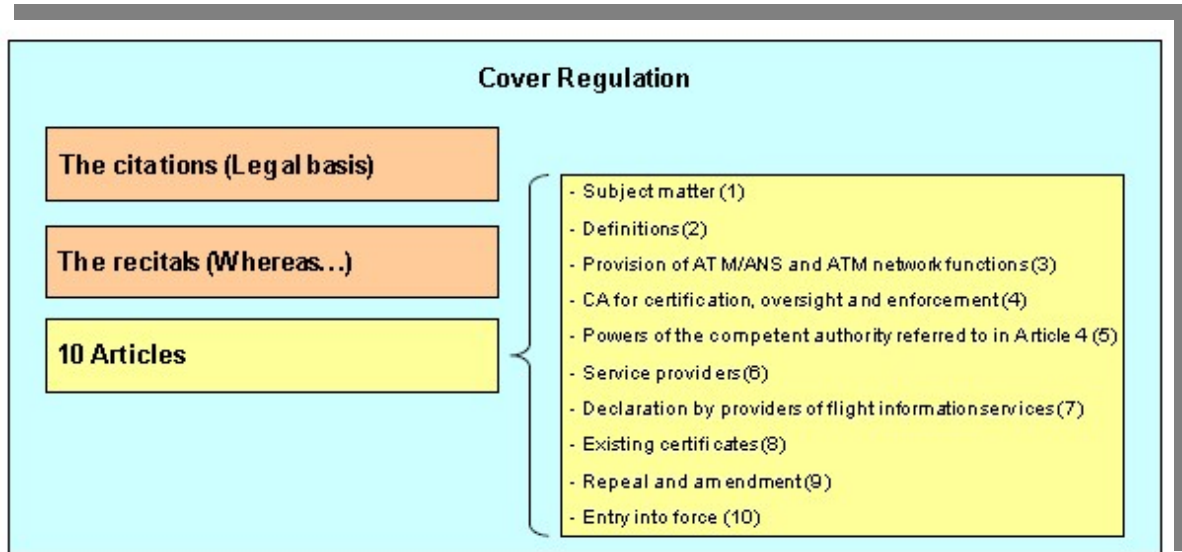 Cover Regulation
The citations (Legal basis)
The recitals (Whereas...)
10 Articles
- Subject matter (1)
- Definitions (2)
- Provision of ATM/ANS and ATM network functions (3)
- CA for certification, oversight and enforcement (4)
- Powers of the competent authority referred to in Article 4 (5)
- Service providers (6)
- Declaration by providers of flight information services (7)
- Existing certificates (8)
- Repeal and amendment (9)
- Entry into force (10)